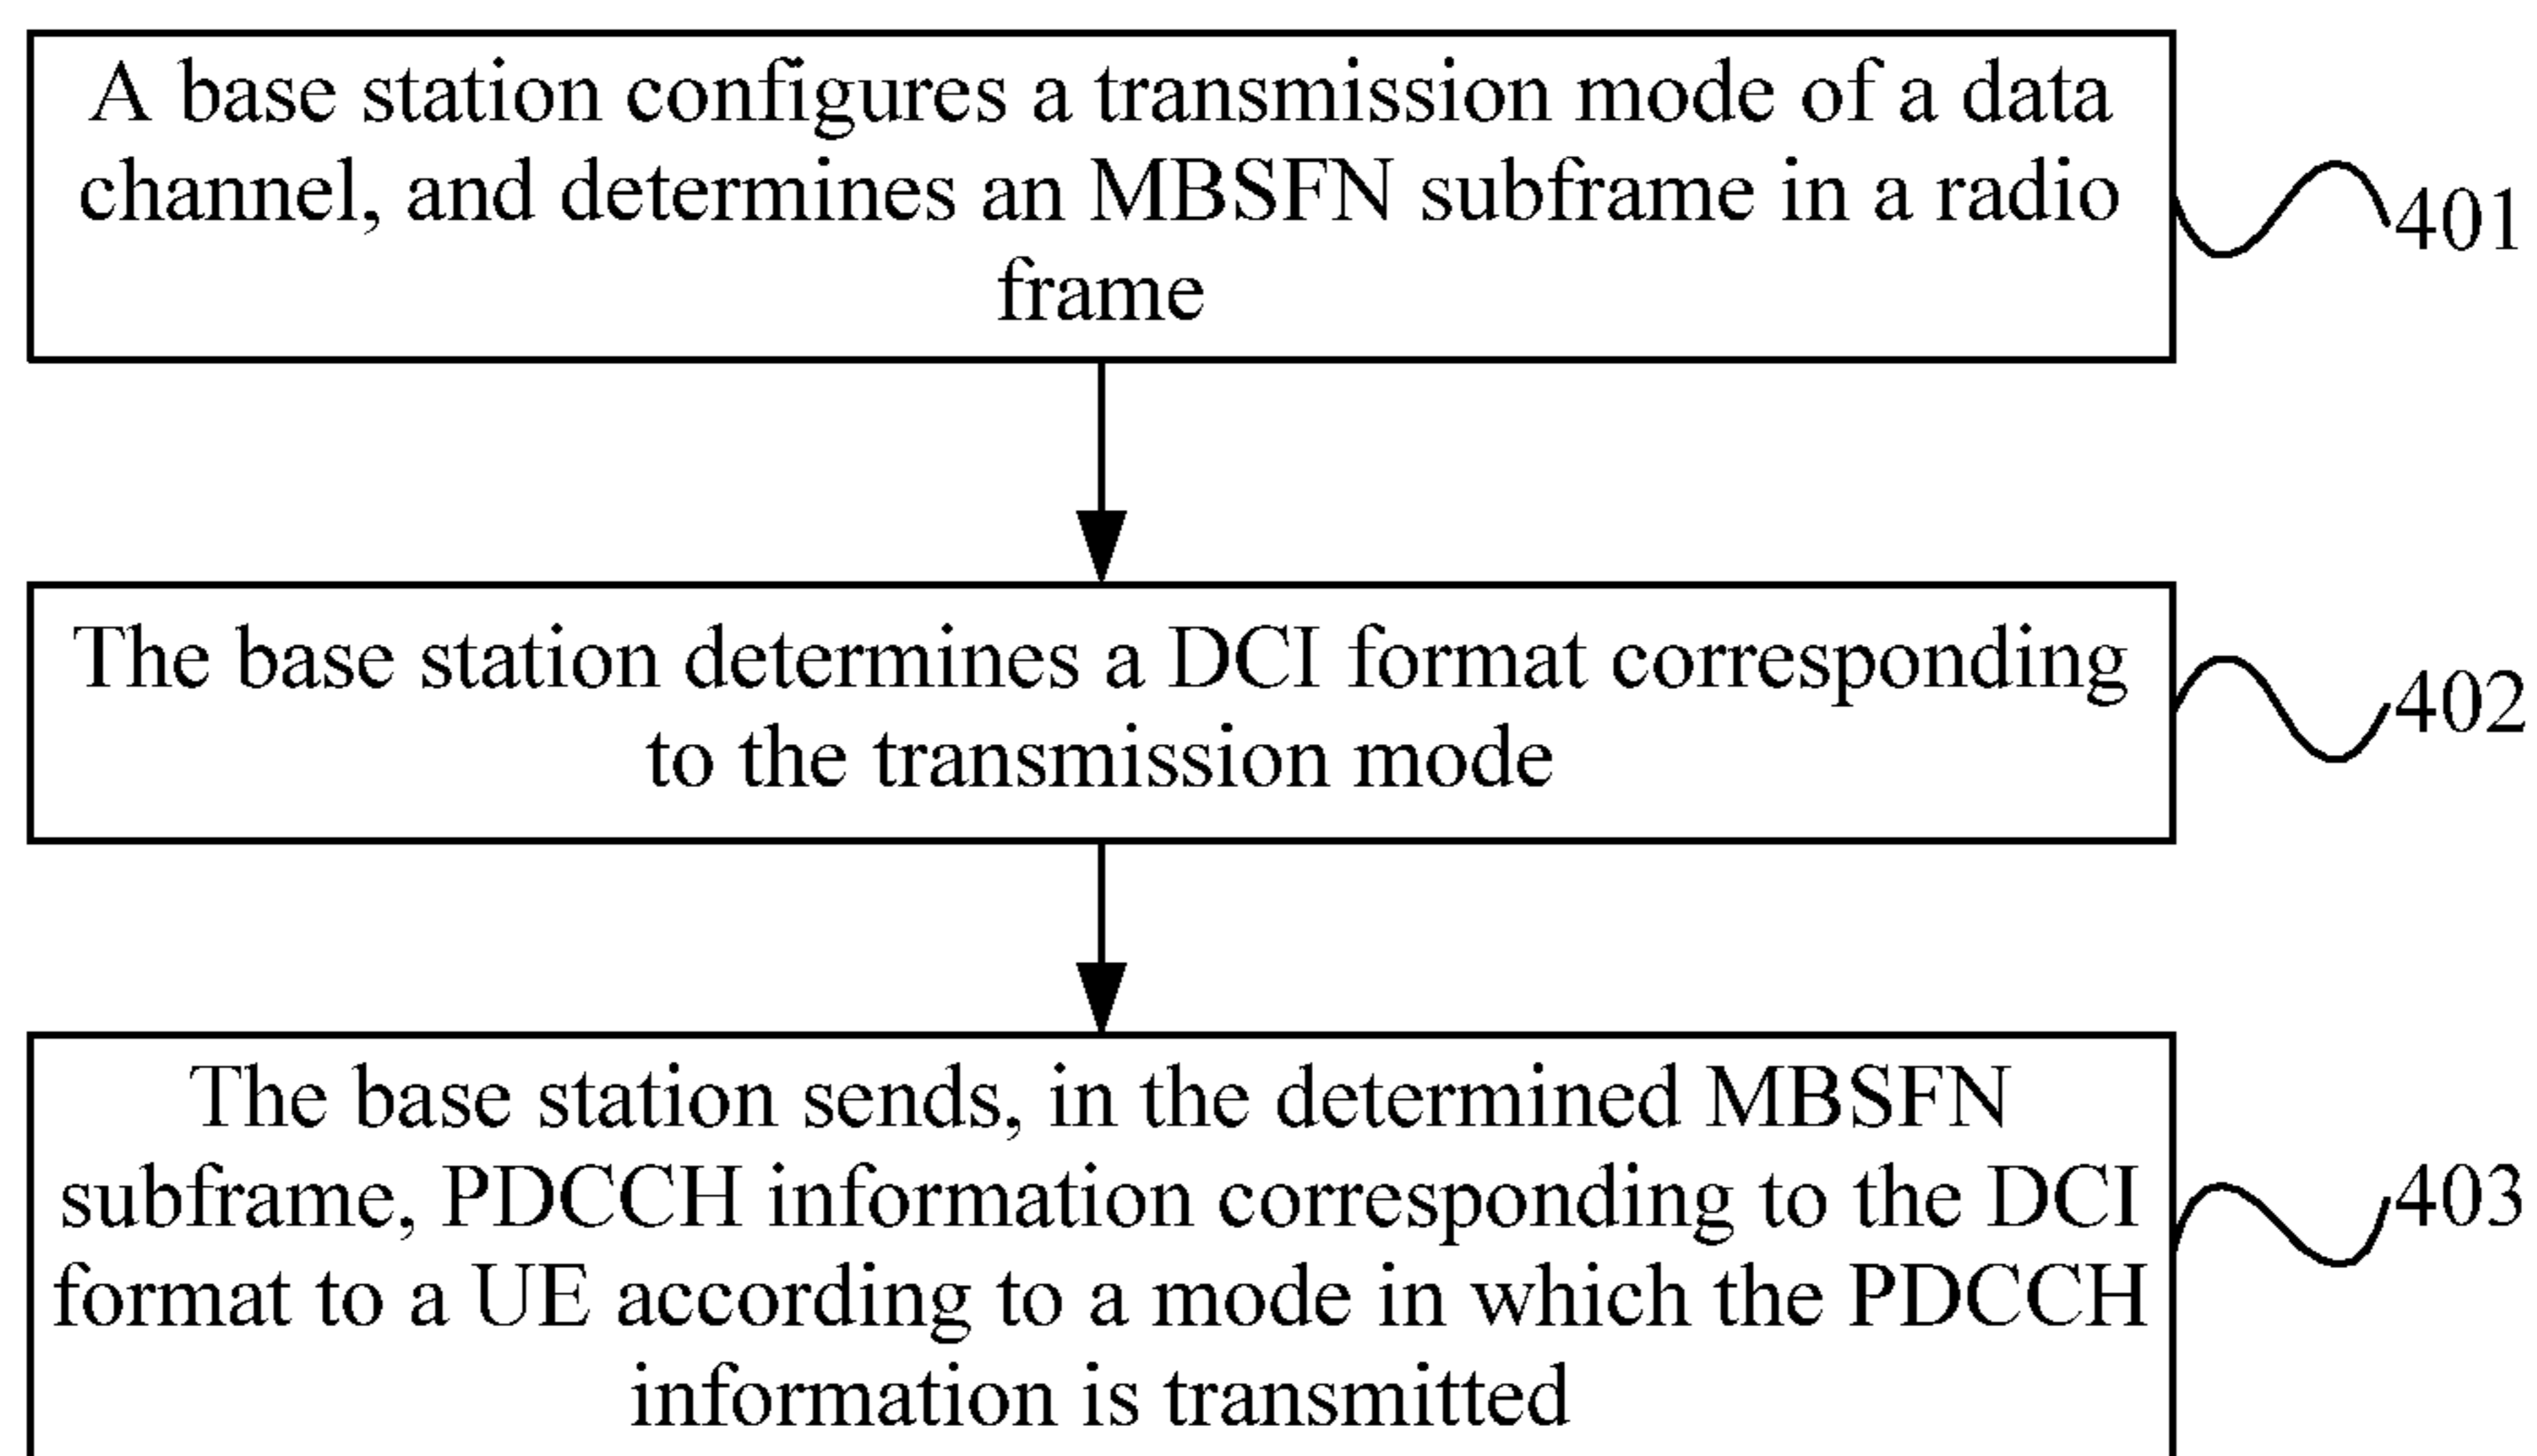 A base station configures a transmission mode of a data
channel, and determines an MBSFN subframe in a radio
frame
401
The base station determines a DCI format corresponding
to the transmission mode
402
The base station sends, in the determined MBSFN
subframe, PDCCH information corresponding to the DCI
format to a UE according to a mode in which the PDCCH
information is transmitted
403